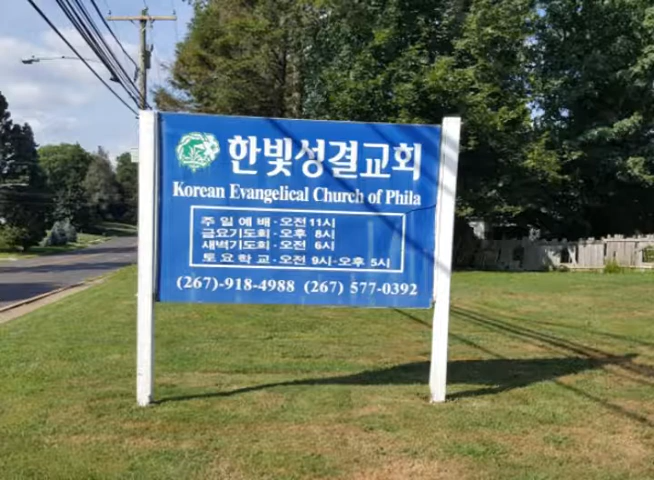 한빛성결교회
Korean Evangelical Church of Phila
주 일 예 배 · 오전 11시
금요기도회 · 오후 8시
새벽기도회 · 오전 6시
토 요 학 교 · 오전 9시 · 오후 5시
(267)-918-4988 (267) 577-0392